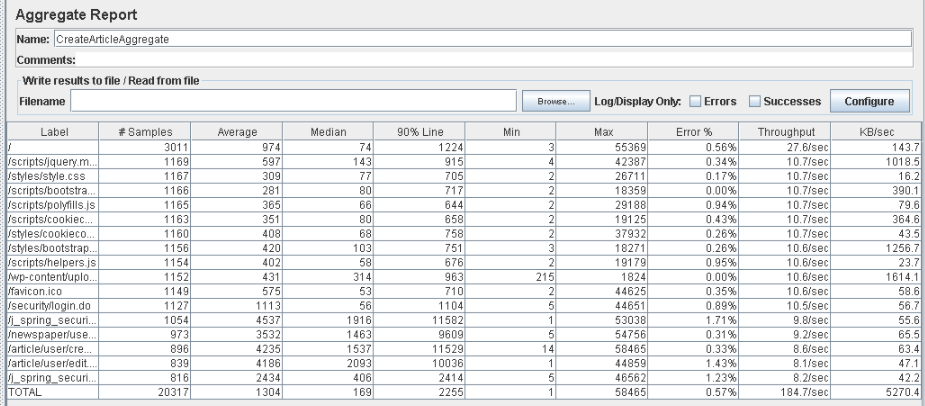 Aggregate Report
Name: CreateArticleAggregate
Comments:
Write results to file / Read from file
Filename Browse... Log/Display Only: Errors Successes Configure
Label # Samples Average Median 90% Line Min Max Error % Throughput KB/sec
/ 3011 974 74 1224 3 55369 0.56% 27.6/sec 143.7
/scripts/jquery.m... 1169 597 143 915 4 42387 0.34% 10.7/sec 1018.5
/styles/style.css 1167 309 77 705 2 26711 0.17% 10.7/sec 16.2
/scripts/bootstra... 1166 281 80 717 2 18359 0.00% 10.7/sec 390.1
/scripts/polyfills.js 1165 365 66 644 2 29188 0.94% 10.7/sec 79.6
/scripts/cookiec... 1163 351 80 658 2 19125 0.43% 10.7/sec 364.6
/styles/cookieco... 1160 408 68 758 2 37932 0.26% 10.7/sec 43.5
/styles/bootstrap... 1156 420 103 751 3 18271 0.26% 10.6/sec 1256.7
/scripts/helpers.js 1154 402 58 676 2 19179 0.95% 10.6/sec 23.7
/wp-content/uplo... 1152 431 314 963 215 1824 0.00% 10.6/sec 1614.1
/favicon.ico 1149 575 53 710 2 44625 0.35% 10.6/sec 58.6
/security/login.do 1127 1113 56 1104 5 44651 0.89% 10.5/sec 56.7
/j_spring_securi... 1054 4537 1916 11582 1 53038 1.71% 9.8/sec 55.6
/newspaper/use... 973 3532 1463 9609 5 54756 0.31% 9.2/sec 65.5
/article/user/cre... 896 4235 1537 11529 14 58465 0.33% 8.6/sec 63.4
/article/user/edit... 839 4186 2093 10036 1 44859 1.43% 8.1/sec 47.1
/j_spring_securi... 816 2434 406 2414 5 46562 1.23% 8.2/sec 42.2
TOTAL 20317 1304 169 2255 1 58465 0.57% 184.7/sec 5270.4